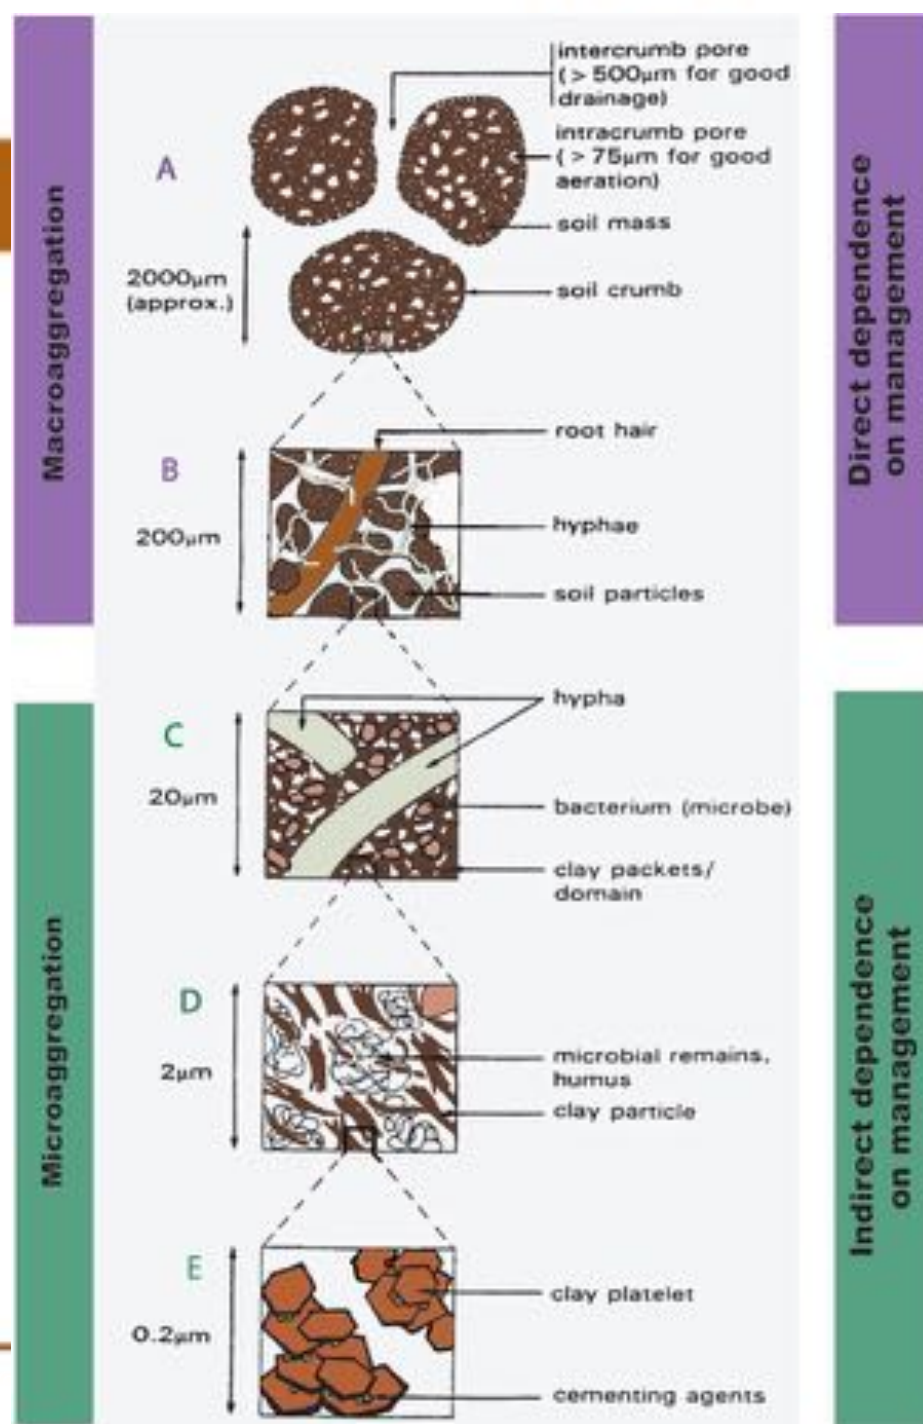 Macroaggregation
Direct dependence
on management
A
intercrumb pore
(> 500µm for good
drainage)
intracrumb pore
(> 75µm for good
aeration)
soil mass
2000µm
(approx.)
soil crumb
B
root hair
200µm
hyphae
soil particles
Microaggregation
Indirect dependence
on management
C
hypha
20µm
bacterium (microbe)
clay packets/
domain
D
2µm
microbial remains,
humus
clay particle
E
clay platelet
0.2µm
cementing agents